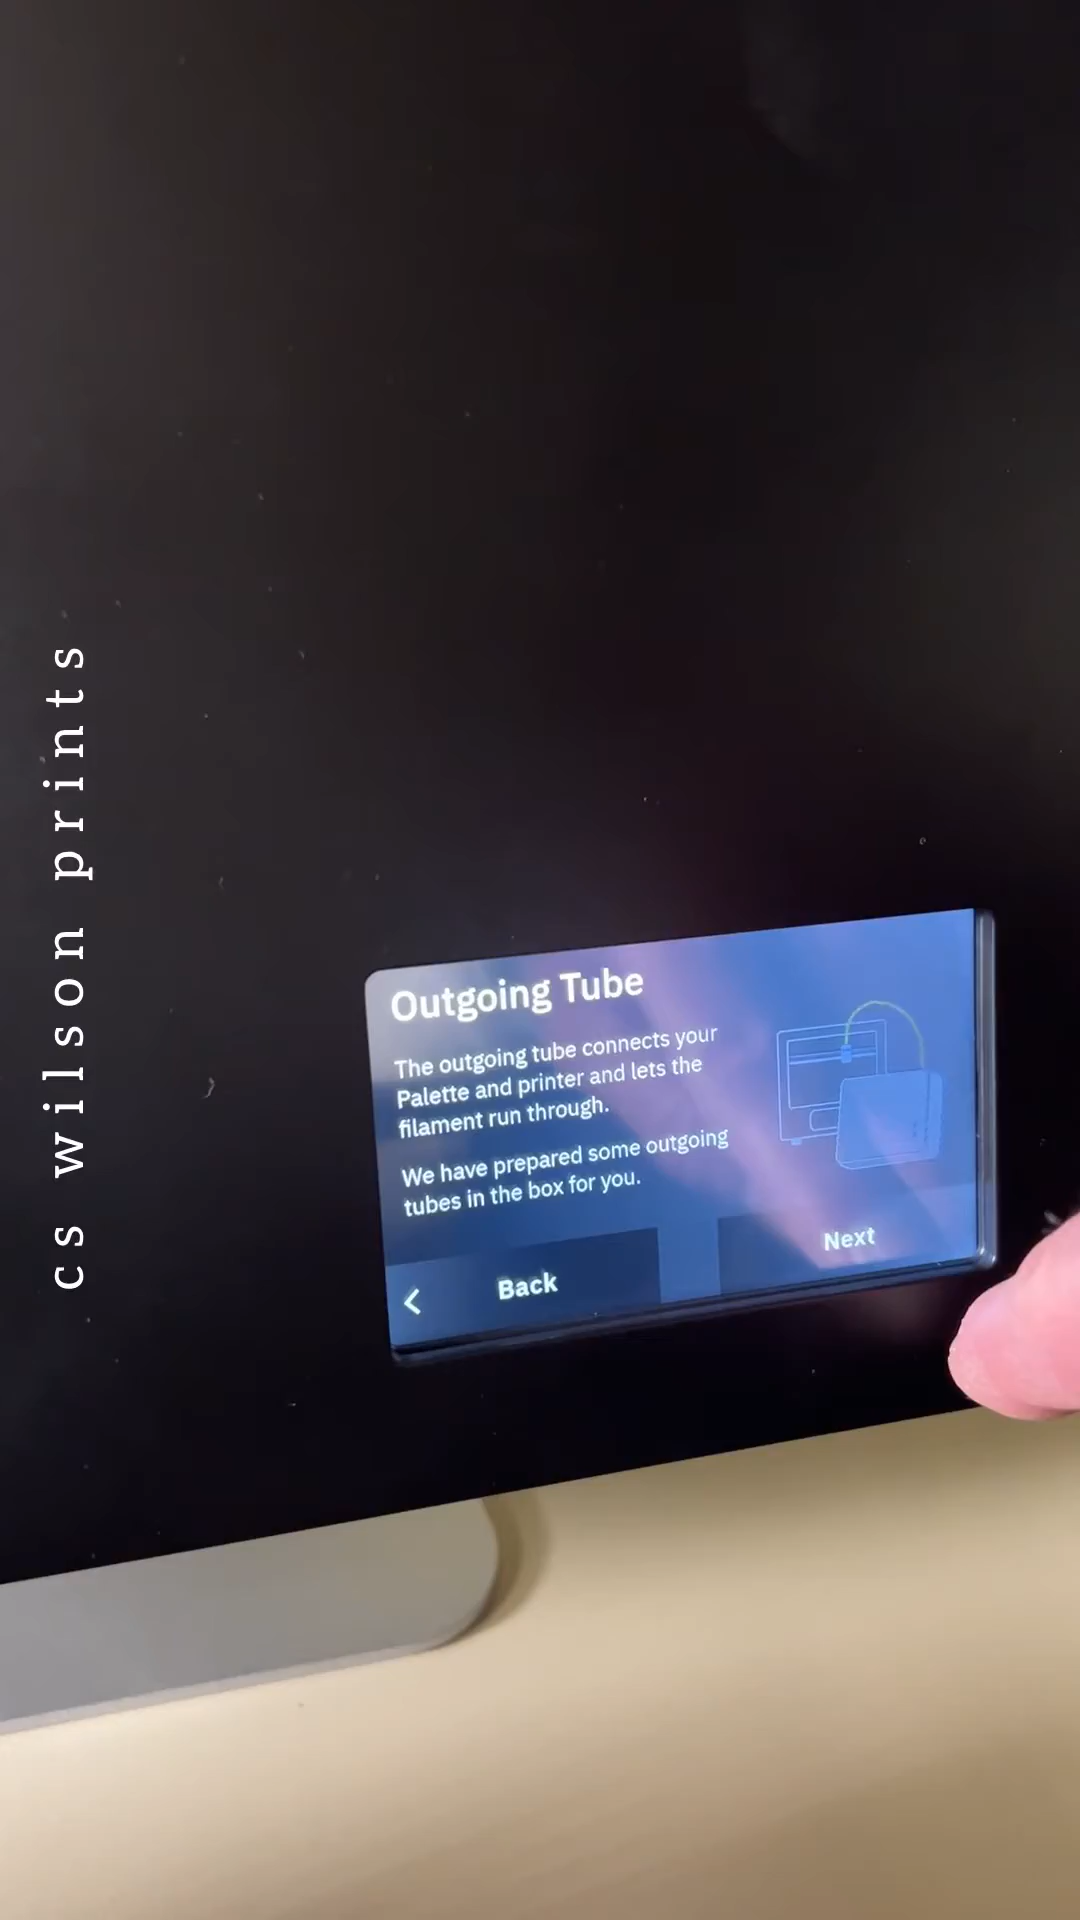 cs wilson prints
Outgoing Tube
The outgoing tube connects your
Palette and printer and lets the
filament run through.
We have prepared some outgoing
tubes in the box for you.
Back
Next